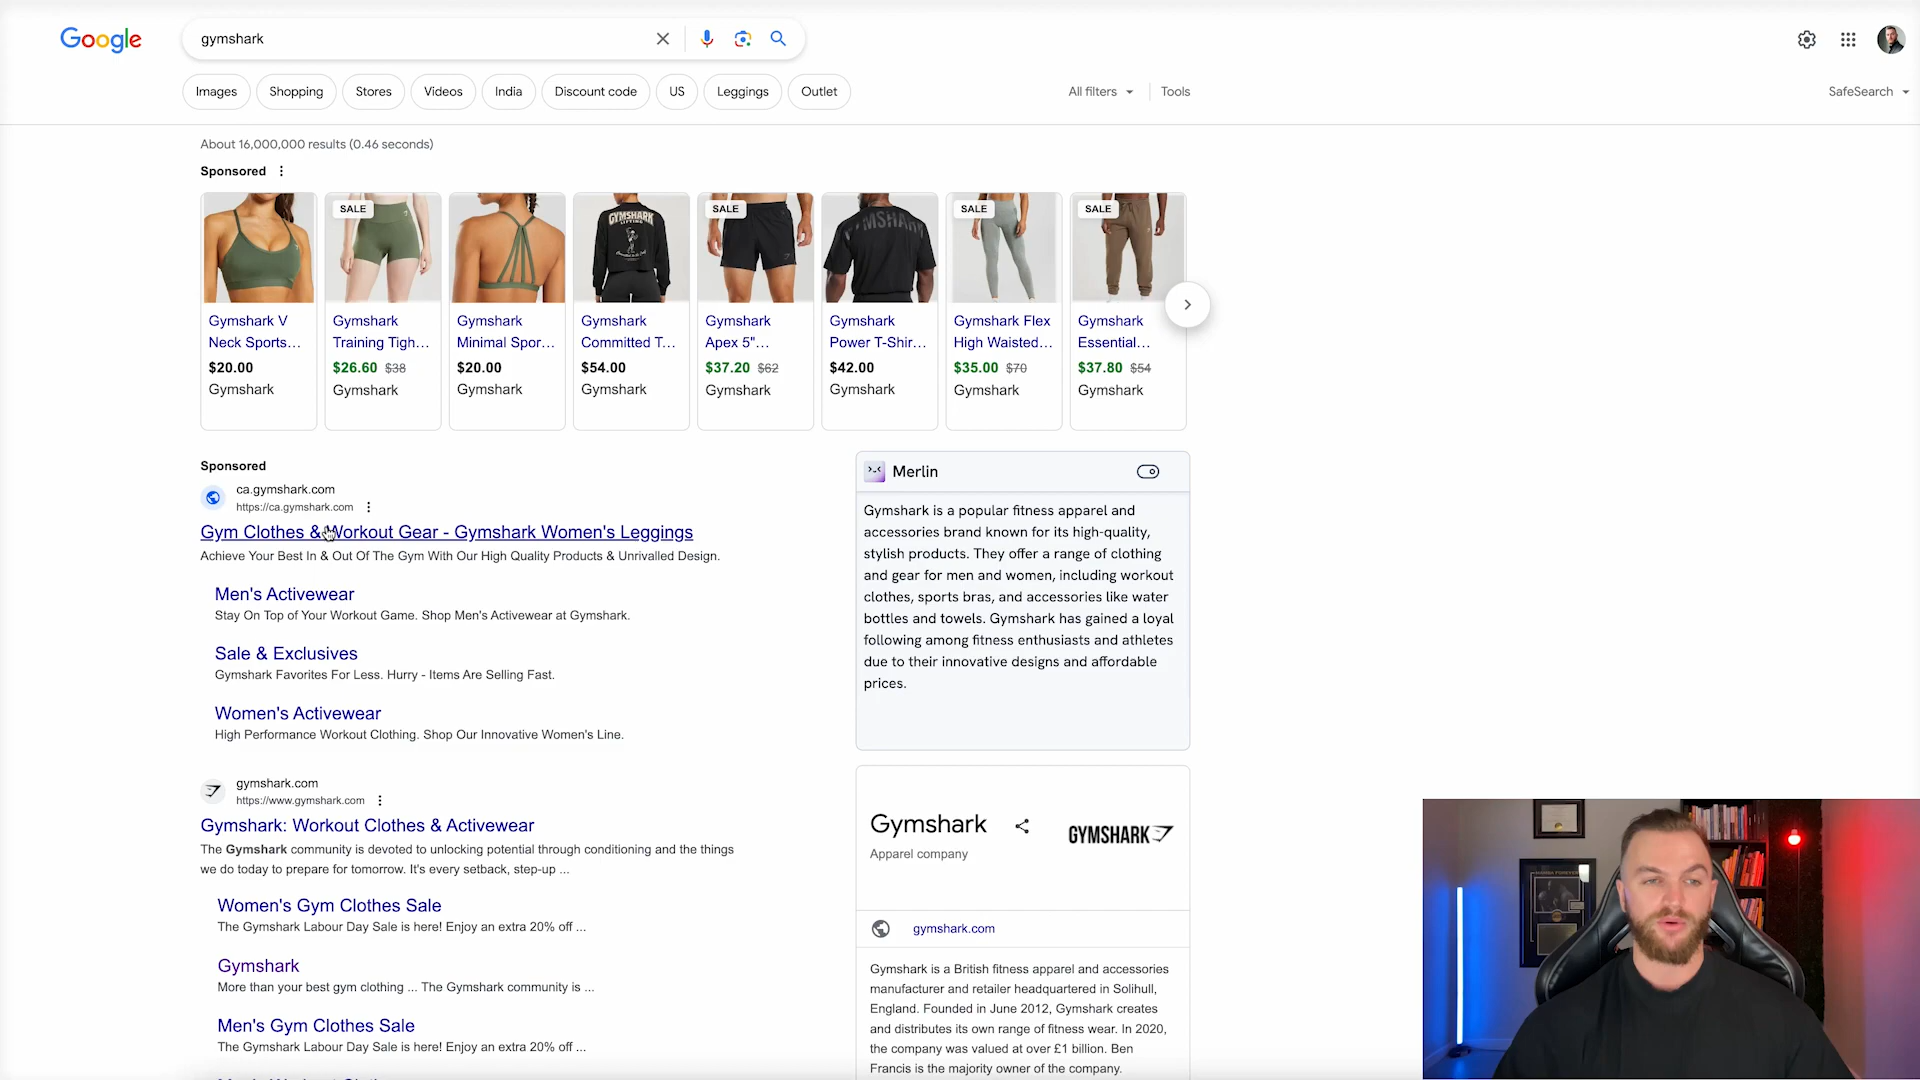 Google
gymshark
Images
Shopping
Stores
Videos
India
Discount code
US
Leggings
Outlet
All filters
Tools
SafeSearch
About 16,000,000 results (0.46 seconds)
Sponsored
SALE
SALE
SALE
SALE
GYMSHARK
LIFTING
Gymshark V
Neck Sports...
$20.00
Gymshark
Gymshark
Training Tigh...
$26.60 $38
Gymshark
Gymshark
Minimal Spor...
$20.00
Gymshark
Gymshark
Committed T...
$54.00
Gymshark
Gymshark
Apex 5"...
$37.20 $62
Gymshark
Gymshark
Power T-Shir...
$42.00
Gymshark
Gymshark Flex
High Waisted...
$35.00 $70
Gymshark
Gymshark
Essential...
$37.80 $54
Gymshark
Sponsored
ca.gymshark.com
https://ca.gymshark.com
Gym Clothes & Workout Gear - Gymshark Women's Leggings
Achieve Your Best In & Out Of The Gym With Our High Quality Products & Unrivalled Design.
Men's Activewear
Stay On Top of Your Workout Game. Shop Men's Activewear at Gymshark.
Sale & Exclusives
Gymshark Favorites For Less. Hurry - Items Are Selling Fast.
Women's Activewear
High Performance Workout Clothing. Shop Our Innovative Women's Line.
gymshark.com
https://www.gymshark.com
Gymshark: Workout Clothes & Activewear
The Gymshark community is devoted to unlocking potential through conditioning and the things
we do today to prepare for tomorrow. It's every setback, step-up ...
Women's Gym Clothes Sale
The Gymshark Labour Day Sale is here! Enjoy an extra 20% off ...
Gymshark
More than your best gym clothing ... The Gymshark community is ...
Men's Gym Clothes Sale
The Gymshark Labour Day Sale is here! Enjoy an extra 20% off ...
Merlin
Gymshark is a popular fitness apparel and
accessories brand known for its high-quality,
stylish products. They offer a range of clothing
and gear for men and women, including workout
clothes, sports bras, and accessories like water
bottles and towels. Gymshark has gained a loyal
following among fitness enthusiasts and athletes
due to their innovative designs and affordable
prices.
Gymshark
Apparel company
GYMSHARK
gymshark.com
Gymshark is a British fitness apparel and accessories
manufacturer and retailer headquartered in Solihull,
England. Founded in June 2012, Gymshark creates
and distributes its own range of fitness wear. In 2020,
the company was valued at over £1 billion. Ben
Francis is the majority owner of the company.